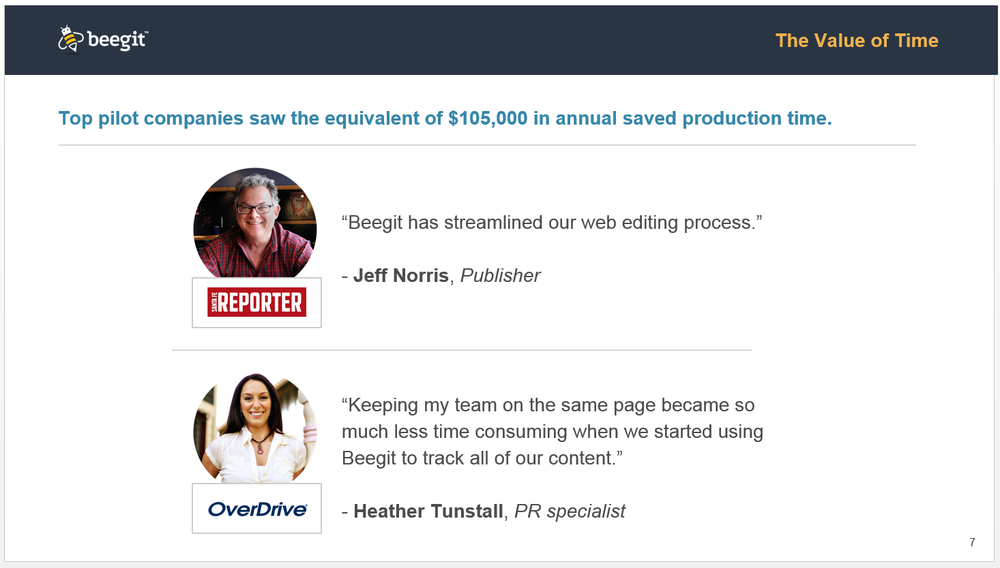 beegit™
The Value of Time
Top pilot companies saw the equivalent of $105,000 in annual saved production time.
“Beegit has streamlined our web editing process.”
- Jeff Norris, Publisher
SANTA FE REPORTER
“Keeping my team on the same page became so
much less time consuming when we started using
Beegit to track all of our content.”
- Heather Tunstall, PR specialist
OverDrive®
7